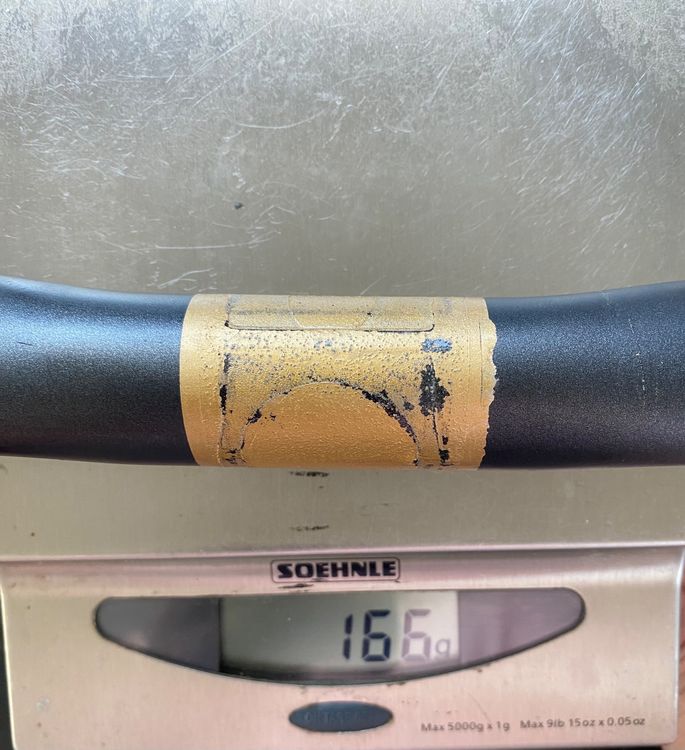 SOEHNLE
166g
Max 5000g x 1g Max 9lb 15oz x 0.05oz